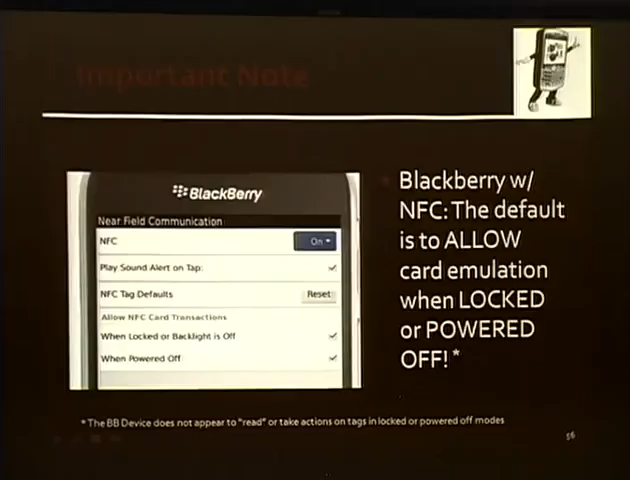 Important Note
BlackBerry
Near Field Communication
NFC On
Play Sound Alert on Tap:
NFC Tag Defaults Reset
Allow NFC Card Transactions
When Locked or Backlight is Off
When Powered Off
Blackberry w/
NFC: The default
is to ALLOW
card emulation
when LOCKED
or POWERED
OFF! *
* The BB Device does not appear to "read" or take actions on tags in locked or powered off modes
56